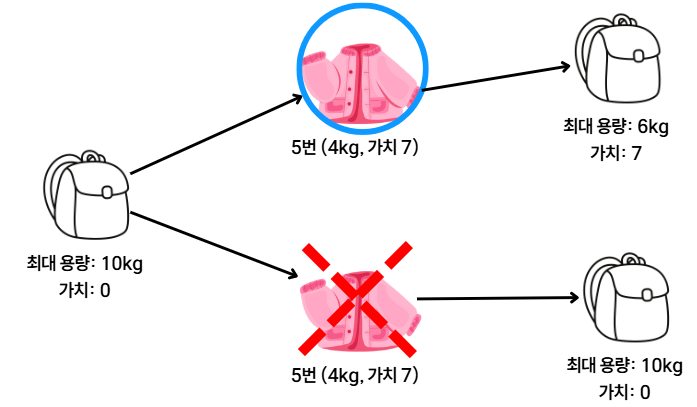 5번 (4kg, 가치 7)
최대 용량: 6kg
가치: 7
최대 용량: 10kg
가치: 0
5번 (4kg, 가치 7)
최대 용량: 10kg
가치: 0